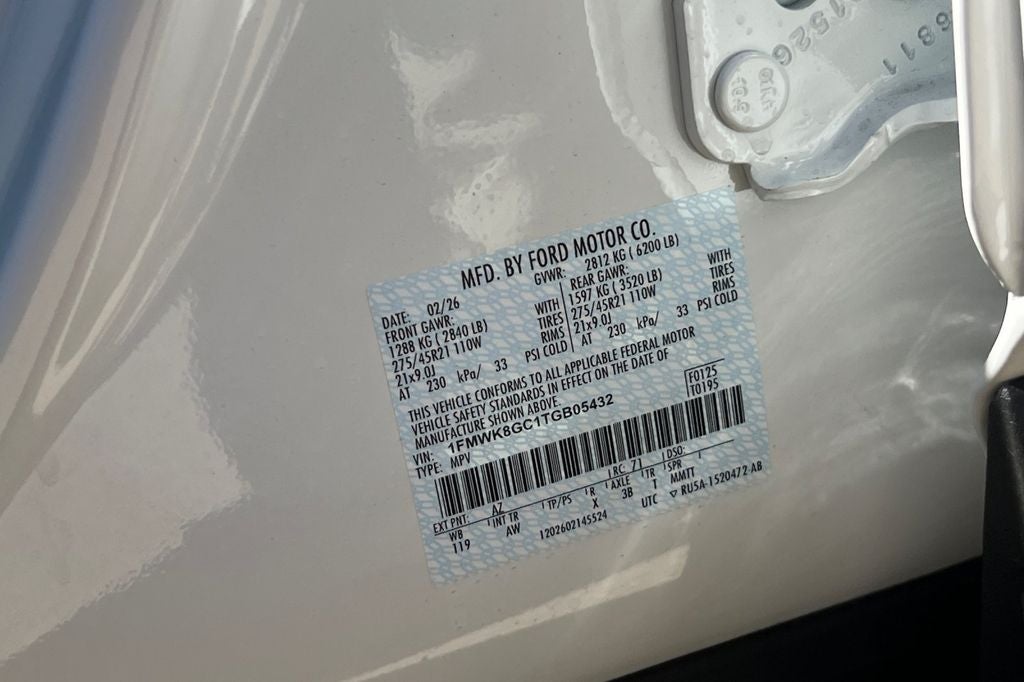 1526
6811
MFD. BY FORD MOTOR CO.
DATE: 02/26 GVWR: 2812 KG ( 6200 LB)
FRONT GAWR: WITH REAR GAWR: WITH
1288 KG ( 2840 LB) TIRES 1597 KG ( 3520 LB) TIRES
275/45R21 110W RIMS 275/45R21 110W RIMS
21x9.0J PSI COLD 21x9.0J PSI COLD
AT 230 kPa/ 33 AT 230 kPa/ 33
THIS VEHICLE CONFORMS TO ALL APPLICABLE FEDERAL MOTOR
VEHICLE SAFETY STANDARDS IN EFFECT ON THE DATE OF
MANUFACTURE SHOWN ABOVE.
VIN: 1FMWK8GC1TGB05432 F0125
TYPE: MPV T0195
EXT PNT: AZ RC: 71 DSO:
WB INT TR TP/PS R AXLE TR SPR
119 AW X 3B T MMTT
1202602145524 UTC ▽ RU5A-1520472-AB